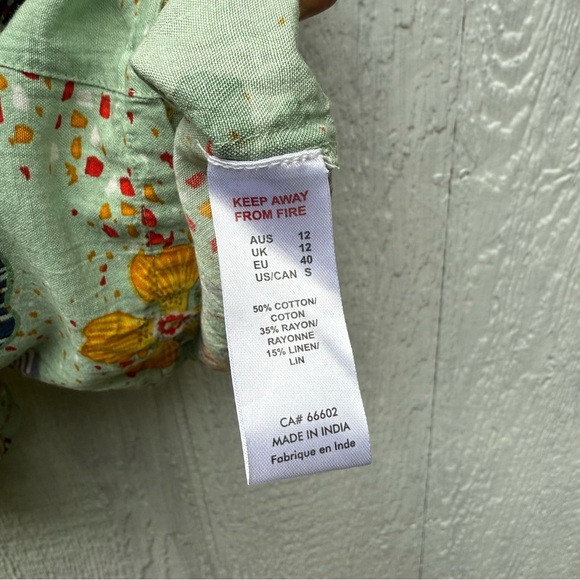 KEEP AWAY
FROM FIRE
AUS 12
UK 12
EU 40
US/CAN S
50% COTTON/
COTON
35% RAYON/
RAYONNE
15% LINEN/
LIN
CA# 66602
MADE IN INDIA
Fabrique en Inde